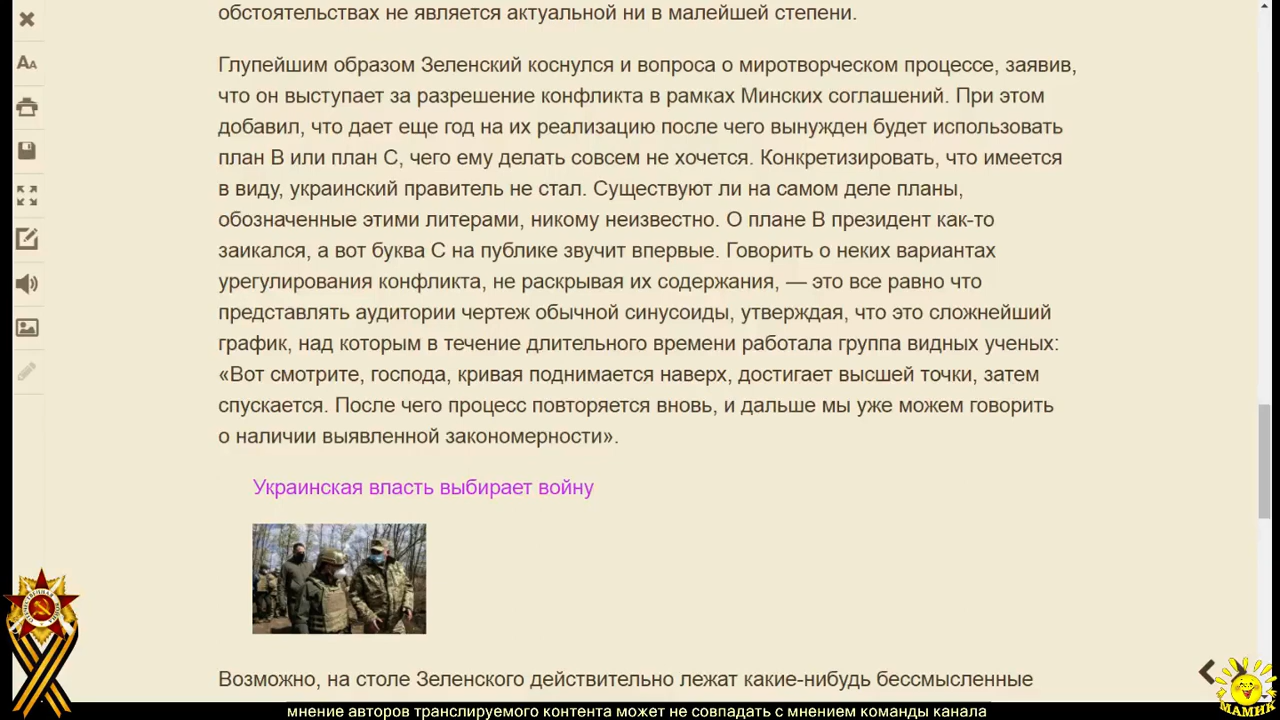 обстоятельствах не является актуальной ни в малейшей степени.
Глупейшим образом Зеленский коснулся и вопроса о миротворческом процессе, заявив,
что он выступает за разрешение конфликта в рамках Минских соглашений. При этом
добавил, что дает еще год на их реализацию после чего вынужден будет использовать
план В или план С, чего ему делать совсем не хочется. Конкретизировать, что имеется
в виду, украинский правитель не стал. Существуют ли на самом деле планы,
обозначенные этими литерами, никому неизвестно. О плане В президент как-то
заикался, а вот буква С на публике звучит впервые. Говорить о неких вариантах
урегулирования конфликта, не раскрывая их содержания, — это все равно что
представлять аудитории чертеж обычной синусоиды, утверждая, что это сложнейший
график, над которым в течение длительного времени работала группа видных ученых:
«Вот смотрите, господа, кривая поднимается наверх, достигает высшей точки, затем
спускается. После чего процесс повторяется вновь, и дальше мы уже можем говорить
о наличии выявленной закономерности».
Украинская власть выбирает войну
Возможно, на столе Зеленского действительно лежат какие-нибудь бессмысленные
МАМИК
мнение авторов транслируемого контента может не совпадать с мнением команды канала